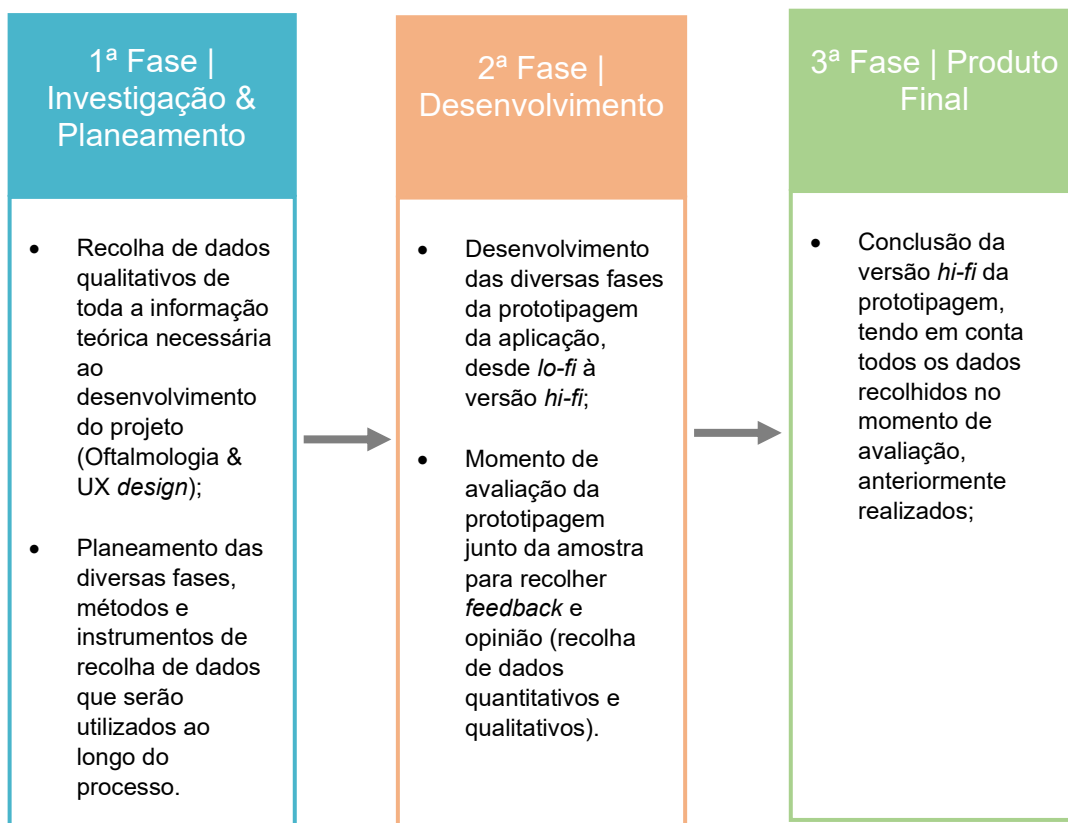 1ª Fase |
Investigação &
Planeamento
• Recolha de dados
qualitativos de
toda a informação
teórica necessária
ao
desenvolvimento
do projeto
(Oftalmologia &
UX design);
• Planeamento das
diversas fases,
métodos e
instrumentos de
recolha de dados
que serão
utilizados ao
longo do
processo.
2ª Fase |
Desenvolvimento
• Desenvolvimento
das diversas fases
da prototipagem
da aplicação,
desde lo-fi à
versão hi-fi;
• Momento de
avaliação da
prototipagem
junto da amostra
para recolher
feedback e
opinião (recolha
de dados
quantitativos e
qualitativos).
3ª Fase | Produto
Final
• Conclusão da
versão hi-fi da
prototipagem,
tendo em conta
todos os dados
recolhidos no
momento de
avaliação,
anteriormente
realizados;